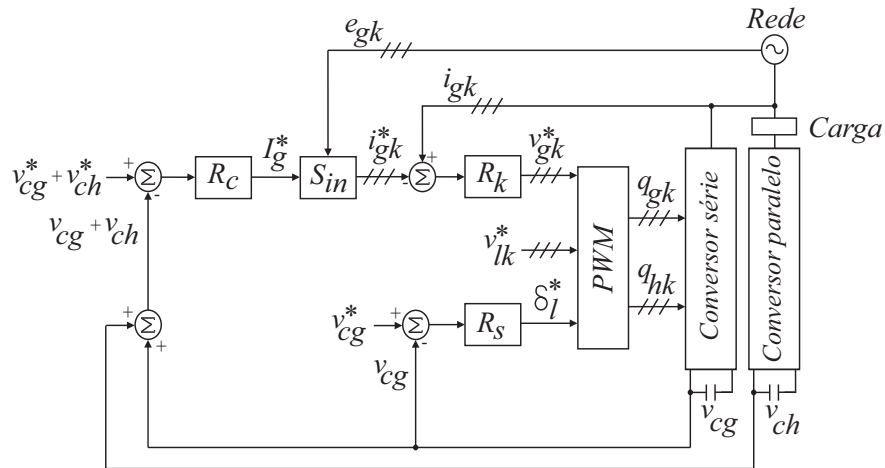 Rede
e_gk
i_gk
Carga
v*_cg + v*_ch
+
Σ
-
R_c
I*_g
S_in
i*_gk
+
-
Σ
R_k
v*_gk
q_gk
v_cg + v_ch
v*_lk
PWM
q_hk
Conversor série
Conversor paralelo
+
Σ
+
v*_cg
+
Σ
-
v_cg
R_s
δ*_l
v_cg
v_ch